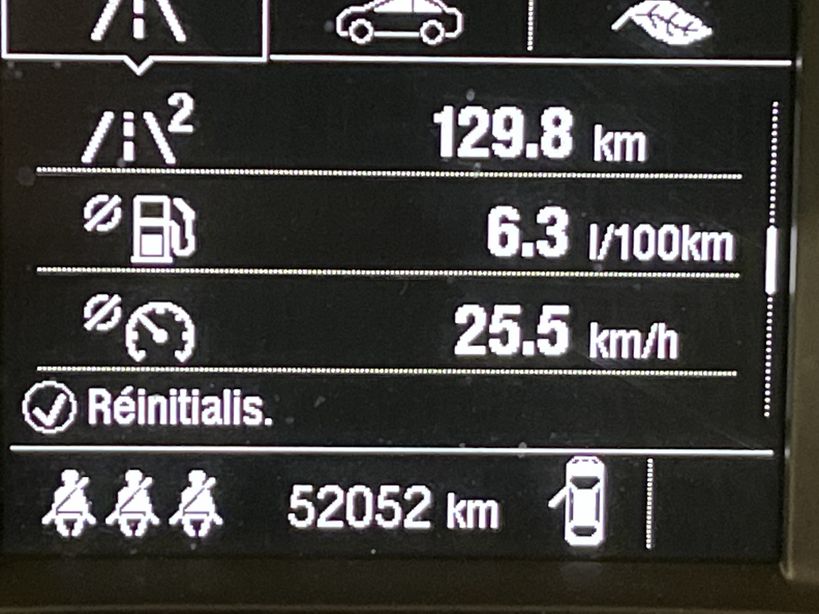 2 129.8 km
6.3 l/100km
25.5 km/h
Réinitialis.
52052 km